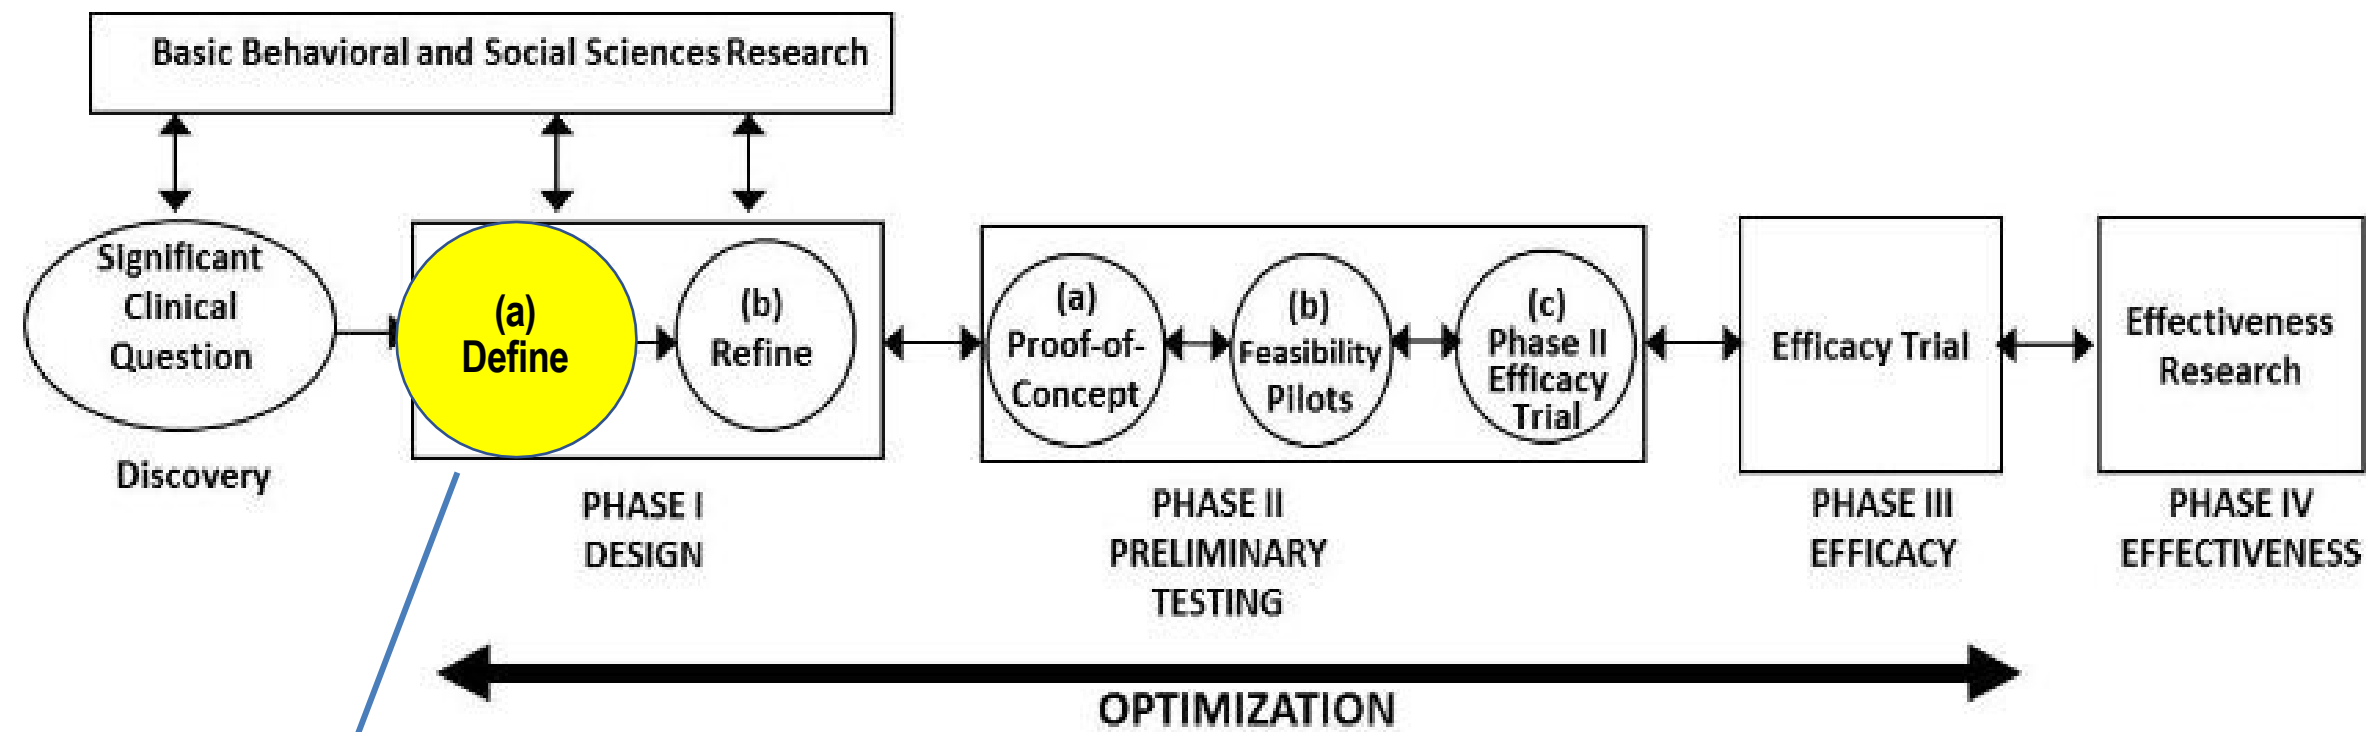 Basic Behavioral and Social Sciences Research
Significant
Clinical
Question
Discovery
(a)
Define
(b)
Refine
PHASE I
DESIGN
(a)
Proof-of-
Concept
(b)
Feasibility
Pilots
(c)
Phase II
Efficacy
Trial
PHASE II
PRELIMINARY
TESTING
Efficacy Trial
PHASE III
EFFICACY
Effectiveness
Research
PHASE IV
EFFECTIVENESS
OPTIMIZATION